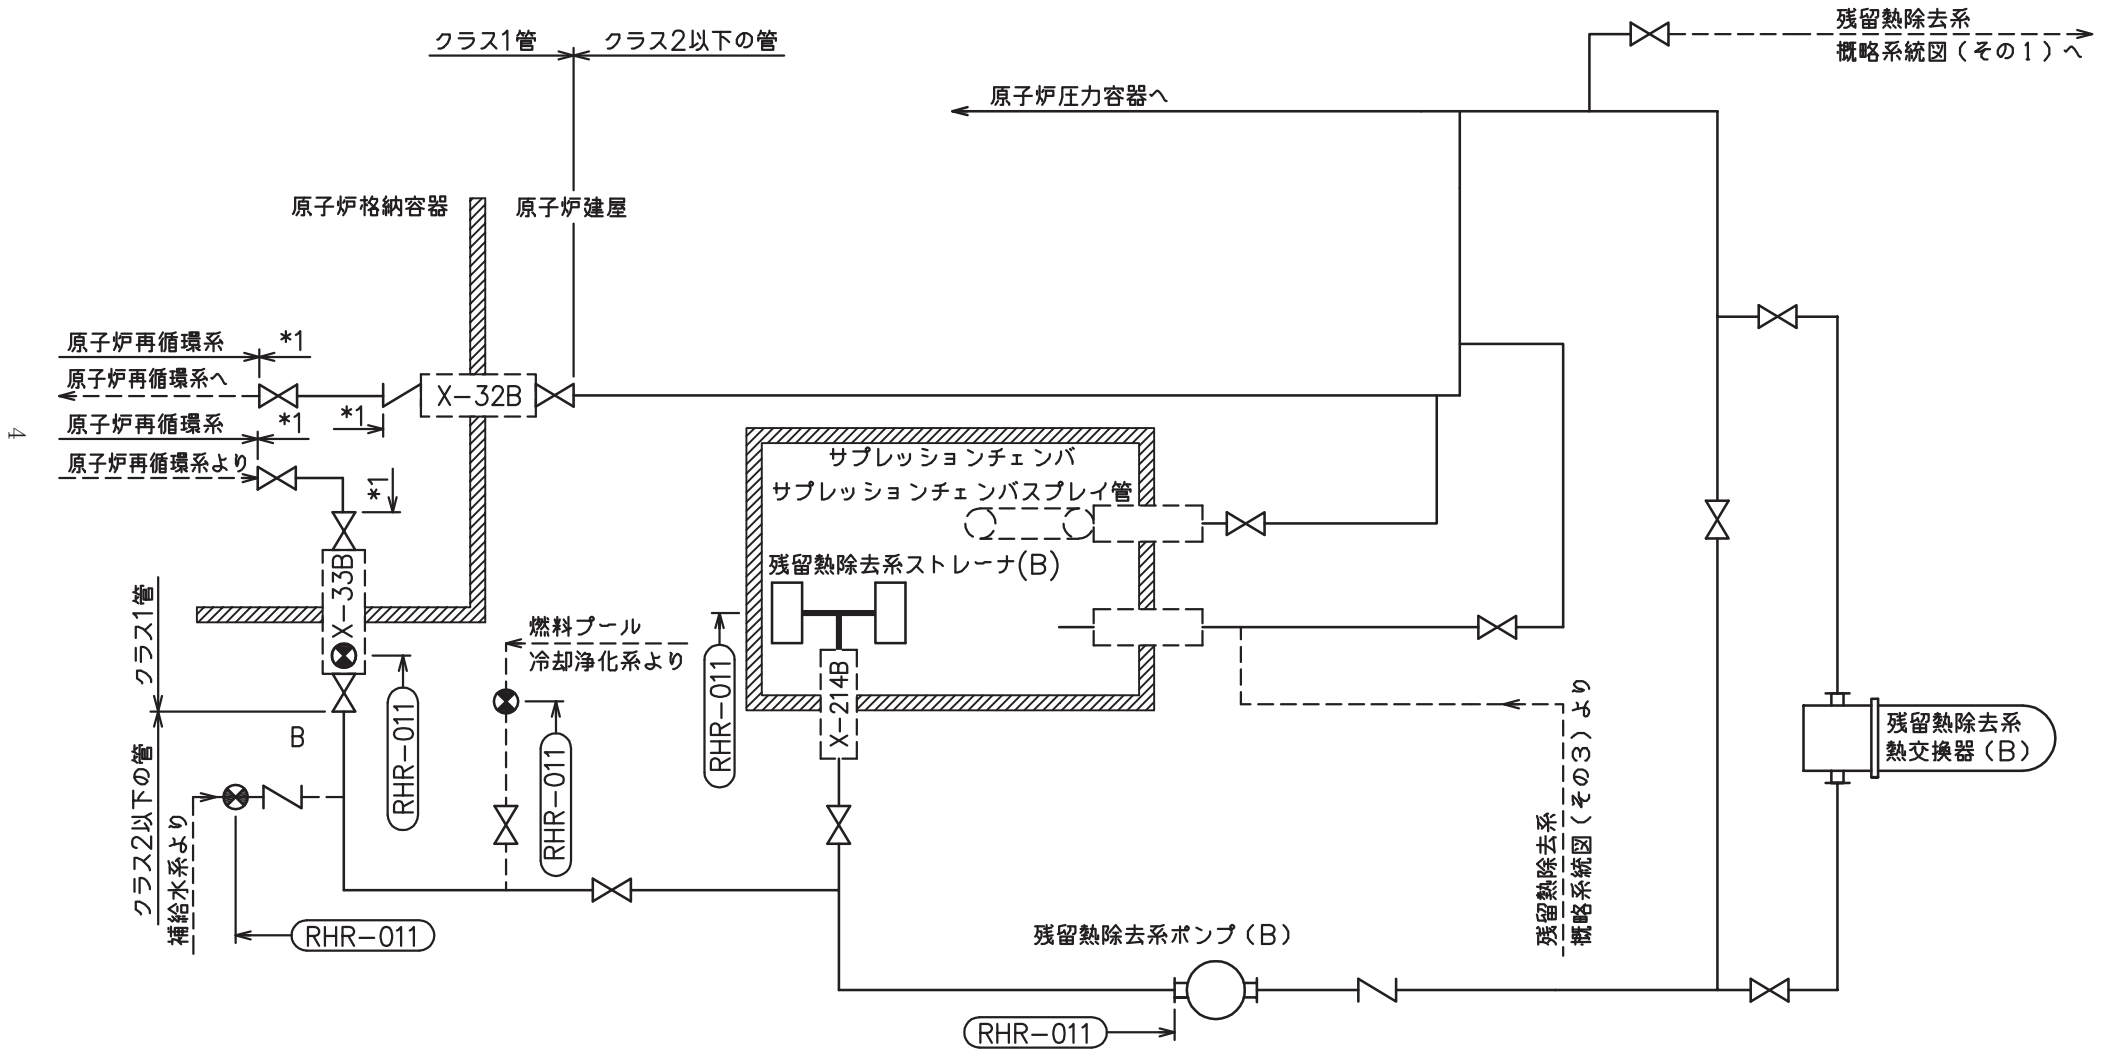 クラス1管
クラス2以下の管
残留熱除去系
概略系統図（その１）へ
原子炉圧力容器へ
原子炉格納容器
原子炉建屋
原子炉再循環系
*1
原子炉再循環系へ
X-32B
*1
原子炉再循環系
*1
原子炉再循環系より
*1
X-33B
4
サプレッションチェンバ
サプレッションチェンバスプレイ管
残留熱除去系ストレーナ(B)
クラス1管
クラス2以下の管
燃料プール
冷却浄化系より
B
RHR-011
RHR-011
RHR-011
X-214B
補給水系より
RHR-011
残留熱除去系
概略系統図（その３）より
残留熱除去系
熱交換器（B）
残留熱除去系ポンプ（B）
RHR-011